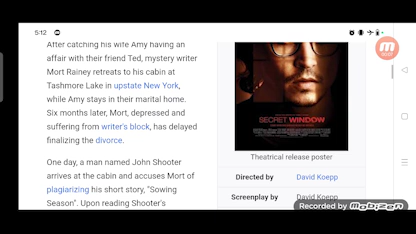 5:12
After catching his wife Amy having an
affair with their friend Ted, mystery writer
Mort Rainey retreats to his cabin at
Tashmore Lake in upstate New York,
while Amy stays in their marital home.
Six months later, Mort, depressed and
suffering from writer's block, has delayed
finalizing the divorce.
One day, a man named John Shooter
arrives at the cabin and accuses Mort of
plagiarizing his short story, "Sowing
Season". Upon reading Shooter's
SECRET WINDOW
Theatrical release poster
Directed by David Koepp
Screenplay by David Koepp
Recorded by MOBIZEN